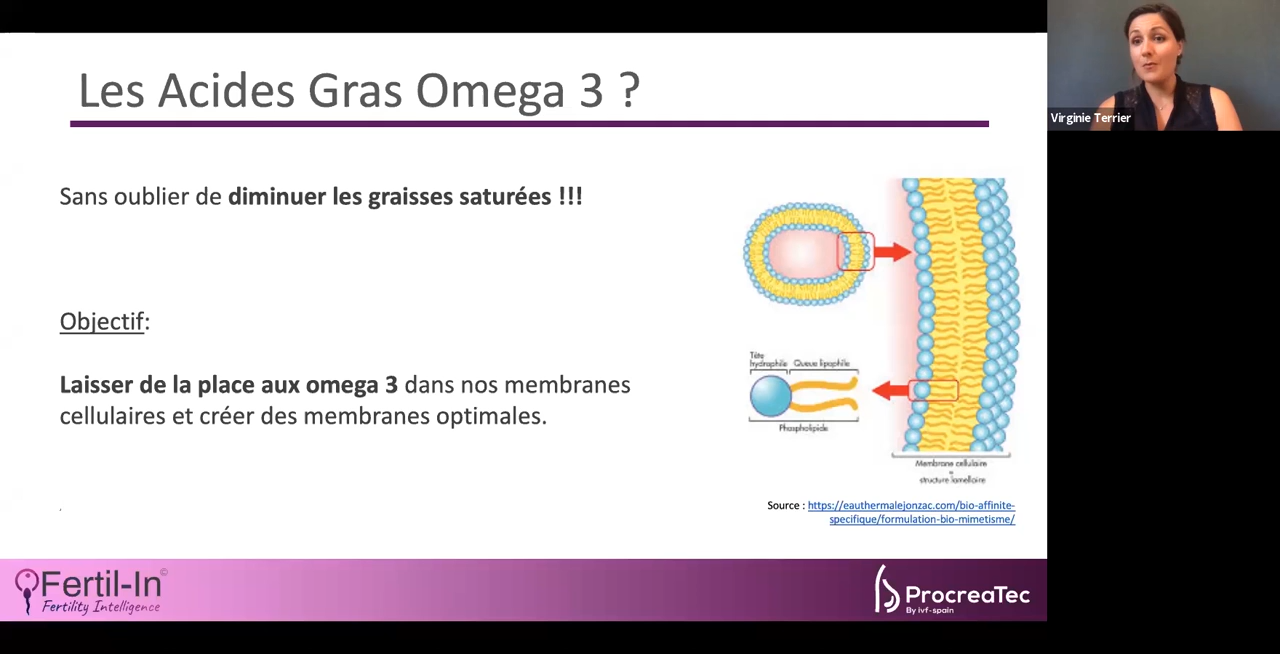 Les Acides Gras Omega 3 ?
Virginie Terrier
Sans oublier de diminuer les graisses saturées !!!
Objectif:
Laisser de la place aux omega 3 dans nos membranes
cellulaires et créer des membranes optimales.
Tête
hydrophile
Queue lipophile
Phospholipide
Membrane cellulaire
=
structure lamellaire
Source : https://eauthermalejonzac.com/bio-affinite-
specifique/formulation-bio-mimetisme/
Fertil-In©
Fertility Intelligence
ProcreaTec
By ivf-spain